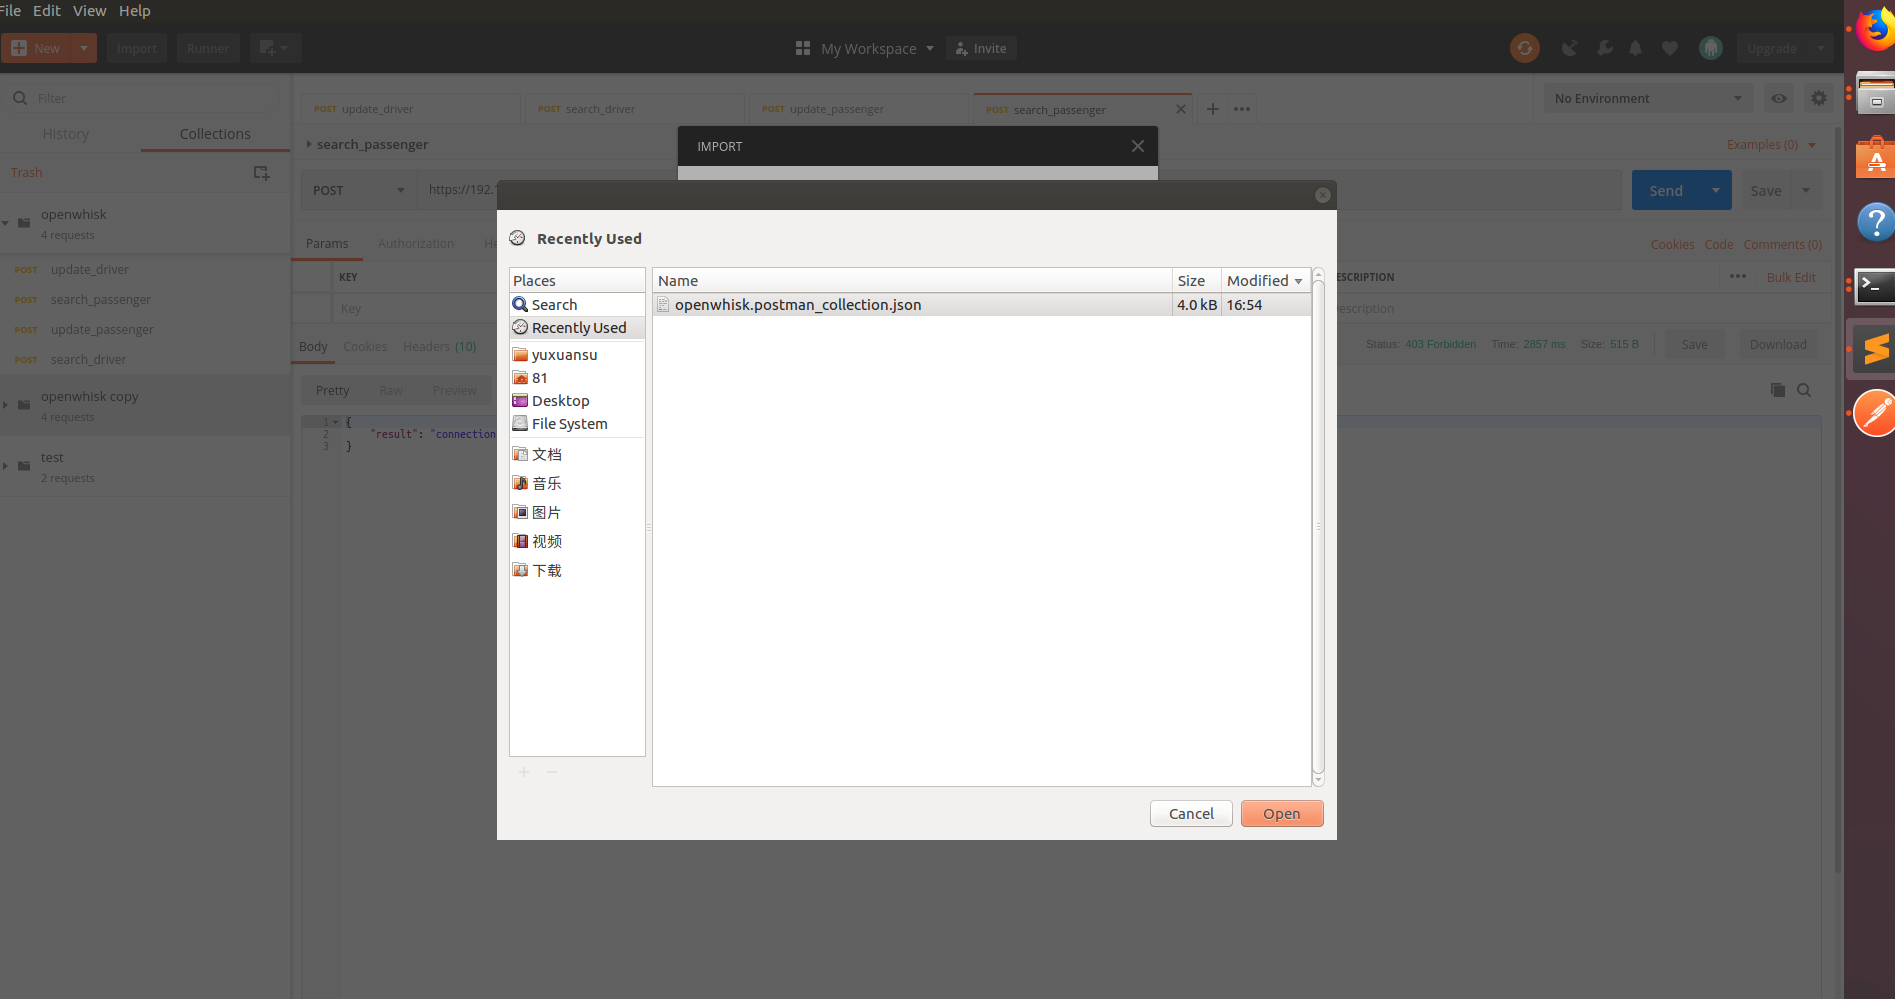 File Edit View Help
New Import Runner My Workspace Invite Upgrade
Filter
History Collections
Trash
openwhisk
4 requests
POST update_driver
POST search_passenger
POST update_passenger
POST search_driver
openwhisk copy
4 requests
test
2 requests
POST update_driver POST search_driver POST update_passenger POST search_passenger
No Environment
search_passenger
Examples (0)
POST https://192.
Send Save
Params Authorization He
Cookies Code Comments (0)
KEY ESCRIPTION Bulk Edit
Key escription
Body Cookies Headers (10)
Status: 403 Forbidden Time: 2857 ms Size: 515 B Save Download
Pretty Raw Preview
1 {
2 "result": "connection
3 }
IMPORT
Recently Used
Places
Search
Recently Used
yuxuansu
81
Desktop
File System
文档
音乐
图片
视频
下载
Name Size Modified
openwhisk.postman_collection.json 4.0 kB 16:54
Cancel Open